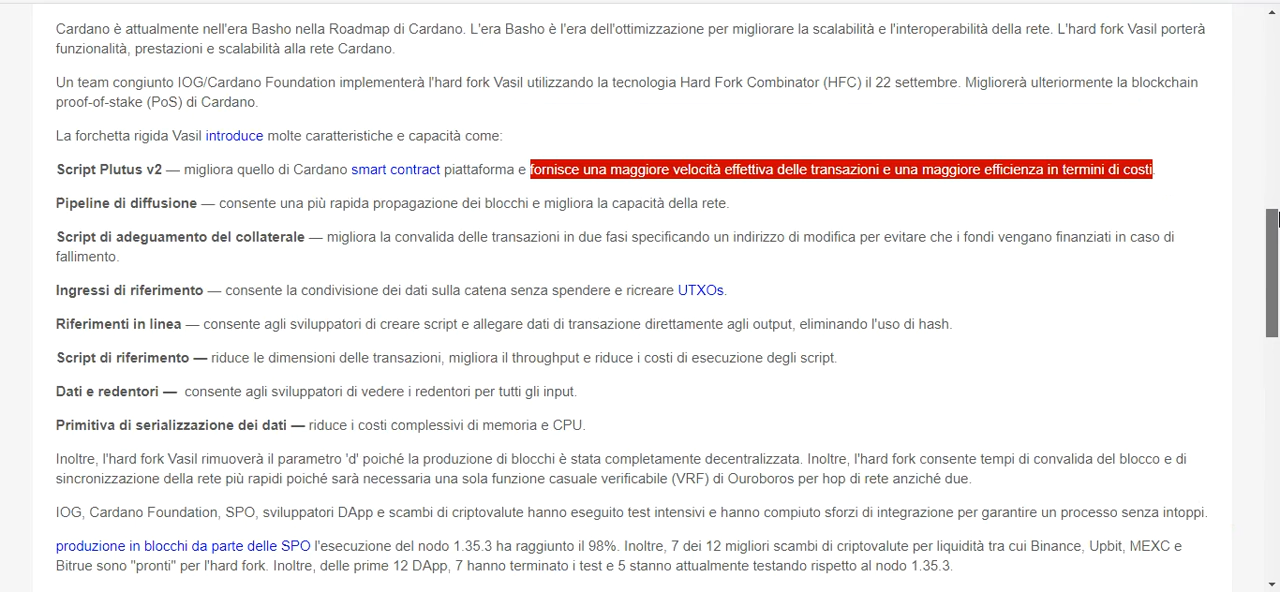 Cardano è attualmente nell'era Basho nella Roadmap di Cardano. L'era Basho è l'era dell'ottimizzazione per migliorare la scalabilità e l'interoperabilità della rete. L'hard fork Vasil porterà
funzionalità, prestazioni e scalabilità alla rete Cardano.
Un team congiunto IOG/Cardano Foundation implementerà l'hard fork Vasil utilizzando la tecnologia Hard Fork Combinator (HFC) il 22 settembre. Migliorerà ulteriormente la blockchain
proof-of-stake (PoS) di Cardano.
La forchetta rigida Vasil introduce molte caratteristiche e capacità come:
Script Plutus v2 — migliora quello di Cardano smart contract piattaforma e fornisce una maggiore velocità effettiva delle transazioni e una maggiore efficienza in termini di costi.
Pipeline di diffusione — consente una più rapida propagazione dei blocchi e migliora la capacità della rete.
Script di adeguamento del collaterale — migliora la convalida delle transazioni in due fasi specificando un indirizzo di modifica per evitare che i fondi vengano finanziati in caso di
fallimento.
Ingressi di riferimento — consente la condivisione dei dati sulla catena senza spendere e ricreare UTXOs.
Riferimenti in linea — consente agli sviluppatori di creare script e allegare dati di transazione direttamente agli output, eliminando l'uso di hash.
Script di riferimento — riduce le dimensioni delle transazioni, migliora il throughput e riduce i costi di esecuzione degli script.
Dati e redentori — consente agli sviluppatori di vedere i redentori per tutti gli input.
Primitiva di serializzazione dei dati — riduce i costi complessivi di memoria e CPU.
Inoltre, l'hard fork Vasil rimuoverà il parametro 'd' poiché la produzione di blocchi è stata completamente decentralizzata. Inoltre, l'hard fork consente tempi di convalida del blocco e di
sincronizzazione della rete più rapidi poiché sarà necessaria una sola funzione casuale verificabile (VRF) di Ouroboros per hop di rete anziché due.
IOG, Cardano Foundation, SPO, sviluppatori DApp e scambi di criptovalute hanno eseguito test intensivi e hanno compiuto sforzi di integrazione per garantire un processo senza intoppi.
produzione in blocchi da parte delle SPO l'esecuzione del nodo 1.35.3 ha raggiunto il 98%. Inoltre, 7 dei 12 migliori scambi di criptovalute per liquidità tra cui Binance, Upbit, MEXC e
Bitrue sono "pronti" per l'hard fork. Inoltre, delle prime 12 DApp, 7 hanno terminato i test e 5 stanno attualmente testando rispetto al nodo 1.35.3.